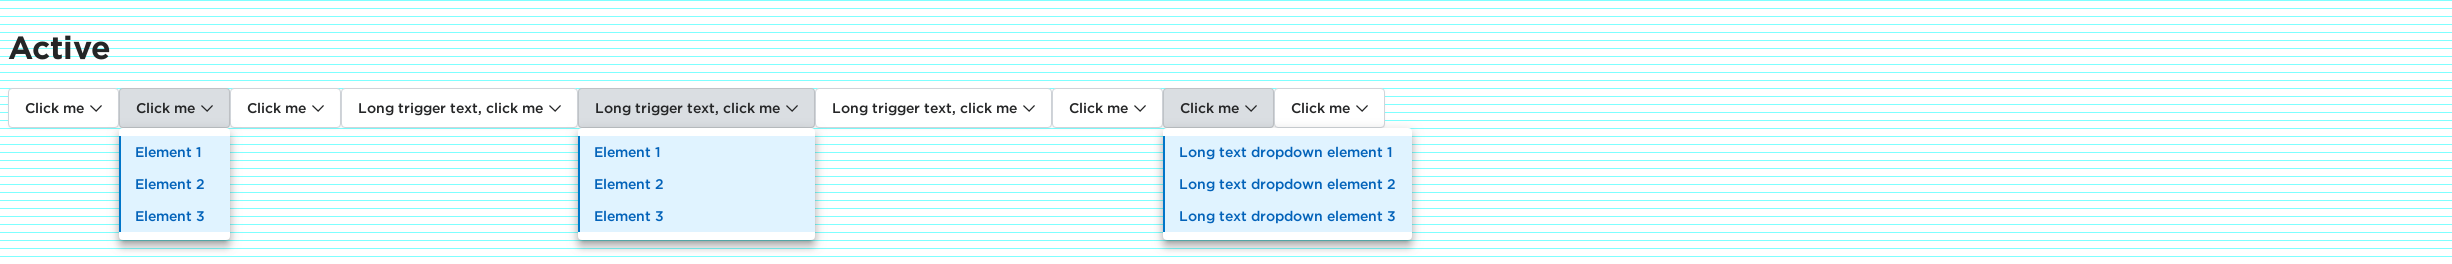 Active
Click me Click me Click me Long trigger text, click me Long trigger text, click me Long trigger text, click me Click me Click me Click me
Element 1 Element 1 Long text dropdown element 1
Element 2 Element 2 Long text dropdown element 2
Element 3 Element 3 Long text dropdown element 3